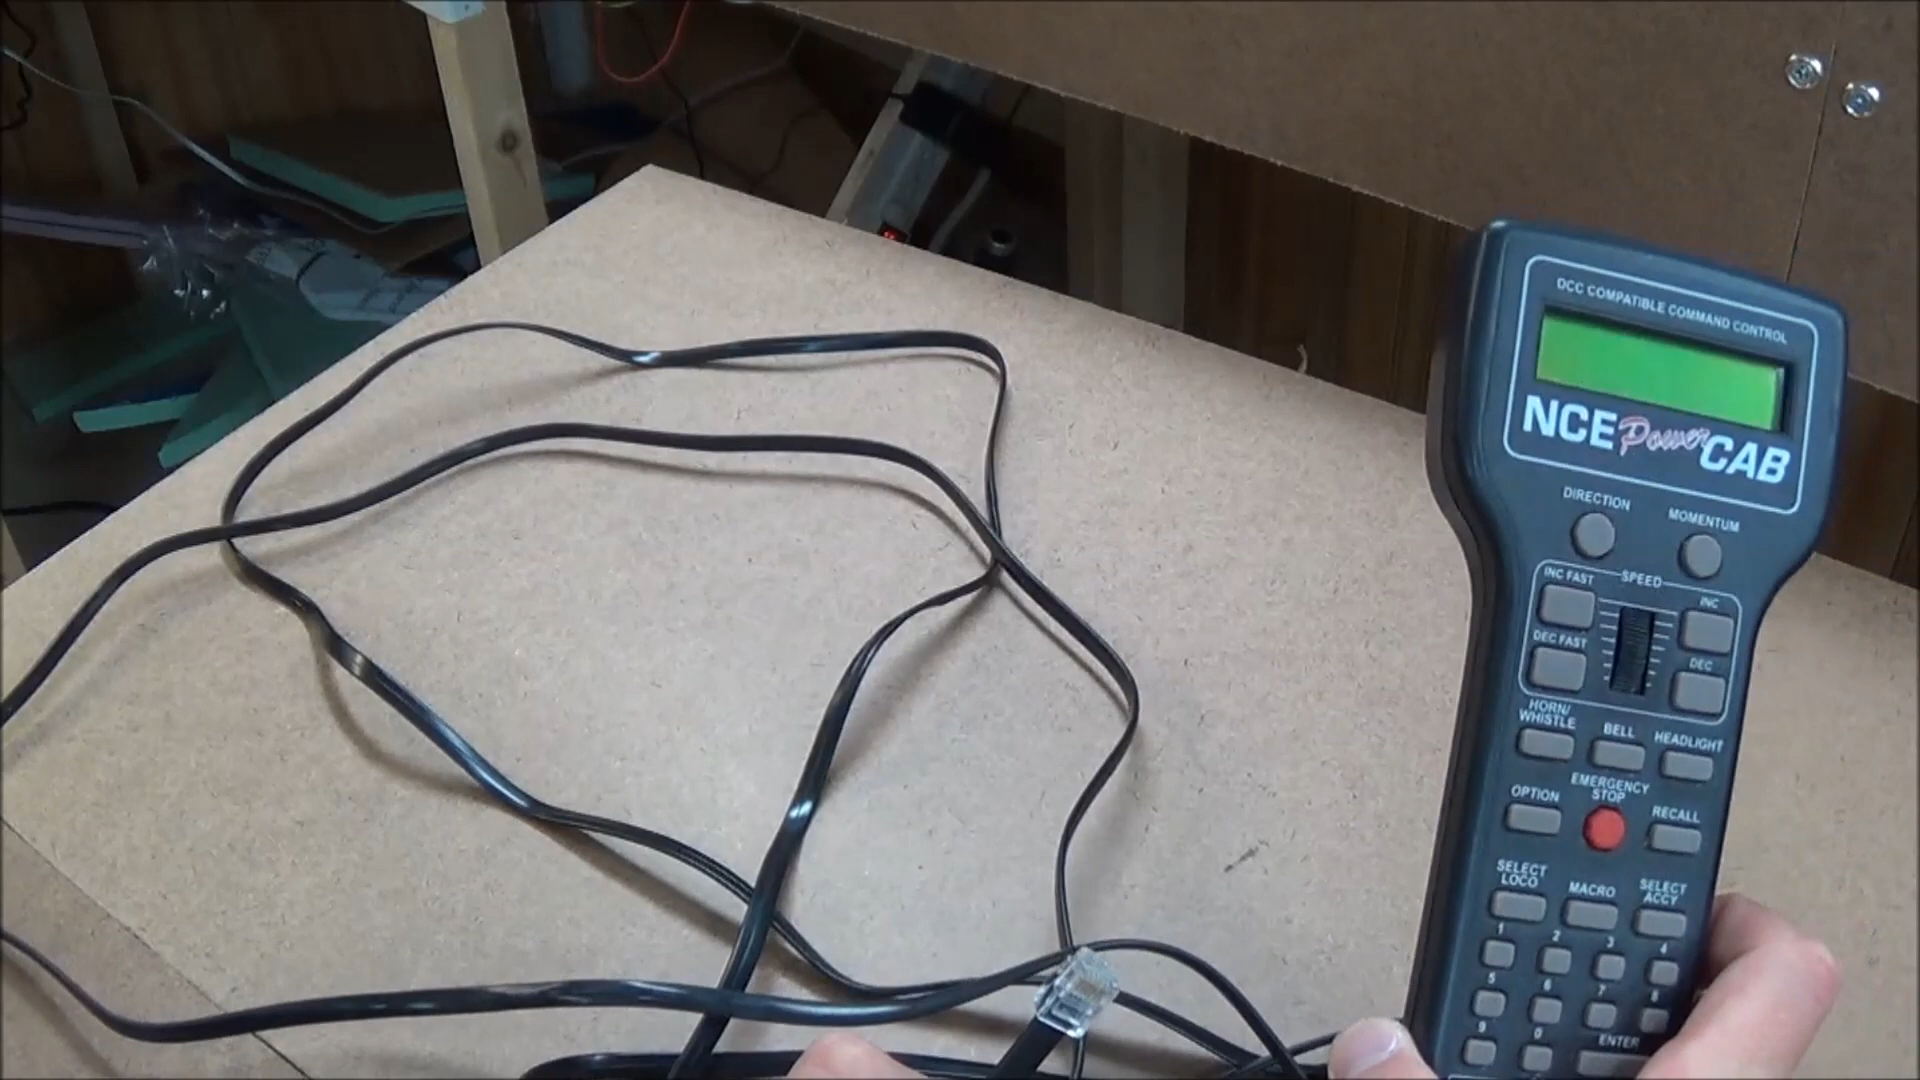 DCC COMPATIBLE COMMAND CONTROL
NCE Power CAB
DIRECTION
MOMENTUM
SPEED
INC FAST
INC
DEC FAST
DEC
HORN/
WHISTLE
BELL
HEADLIGHT
EMERGENCY
STOP
OPTION
RECALL
SELECT
LOCO
MACRO
SELECT
ACCY
1 2 3 4
5 6 7 8
9 0 ENTER